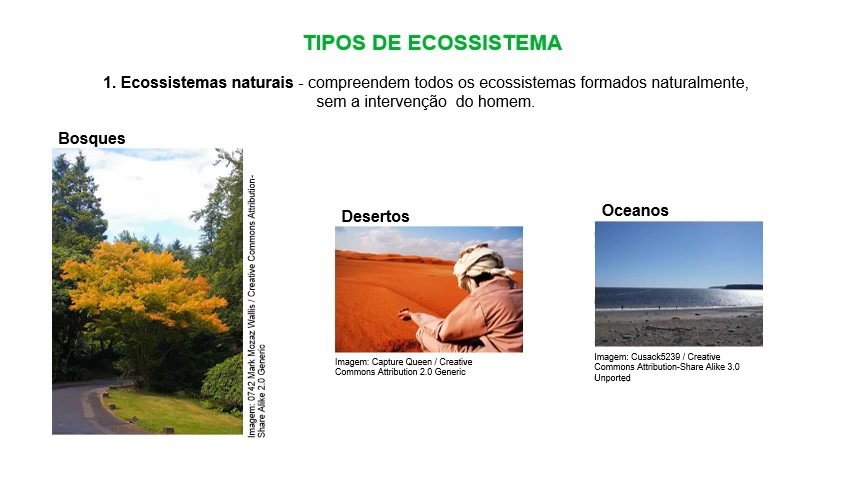 TIPOS DE ECOSSISTEMA
1. Ecossistemas naturais - compreendem todos os ecossistemas formados naturalmente,
sem a intervenção  do homem.
Bosques
Imagem: 0742 Mark Mozaz Wallis / Creative Commons Attribution-
Share Alike 2.0 Generic
Desertos
Imagem: Capture Queen / Creative
Commons Attribution 2.0 Generic
Oceanos
Imagem: Cusack5239 / Creative
Commons Attribution-Share Alike 3.0
Unported